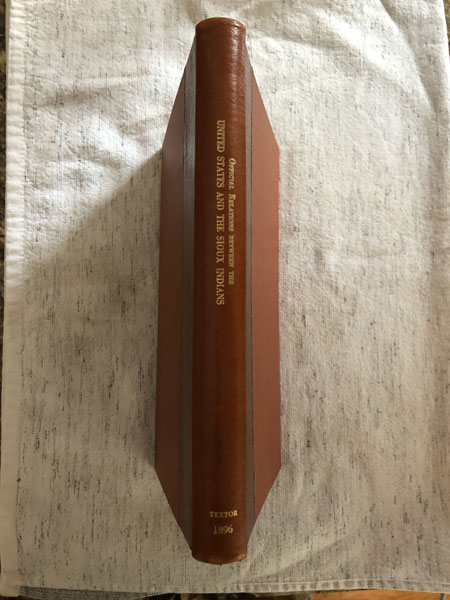 OFFICIAL RELATIONS BETWEEN THE
UNITED STATES AND THE SIOUX INDIANS
TEXTOR
1896